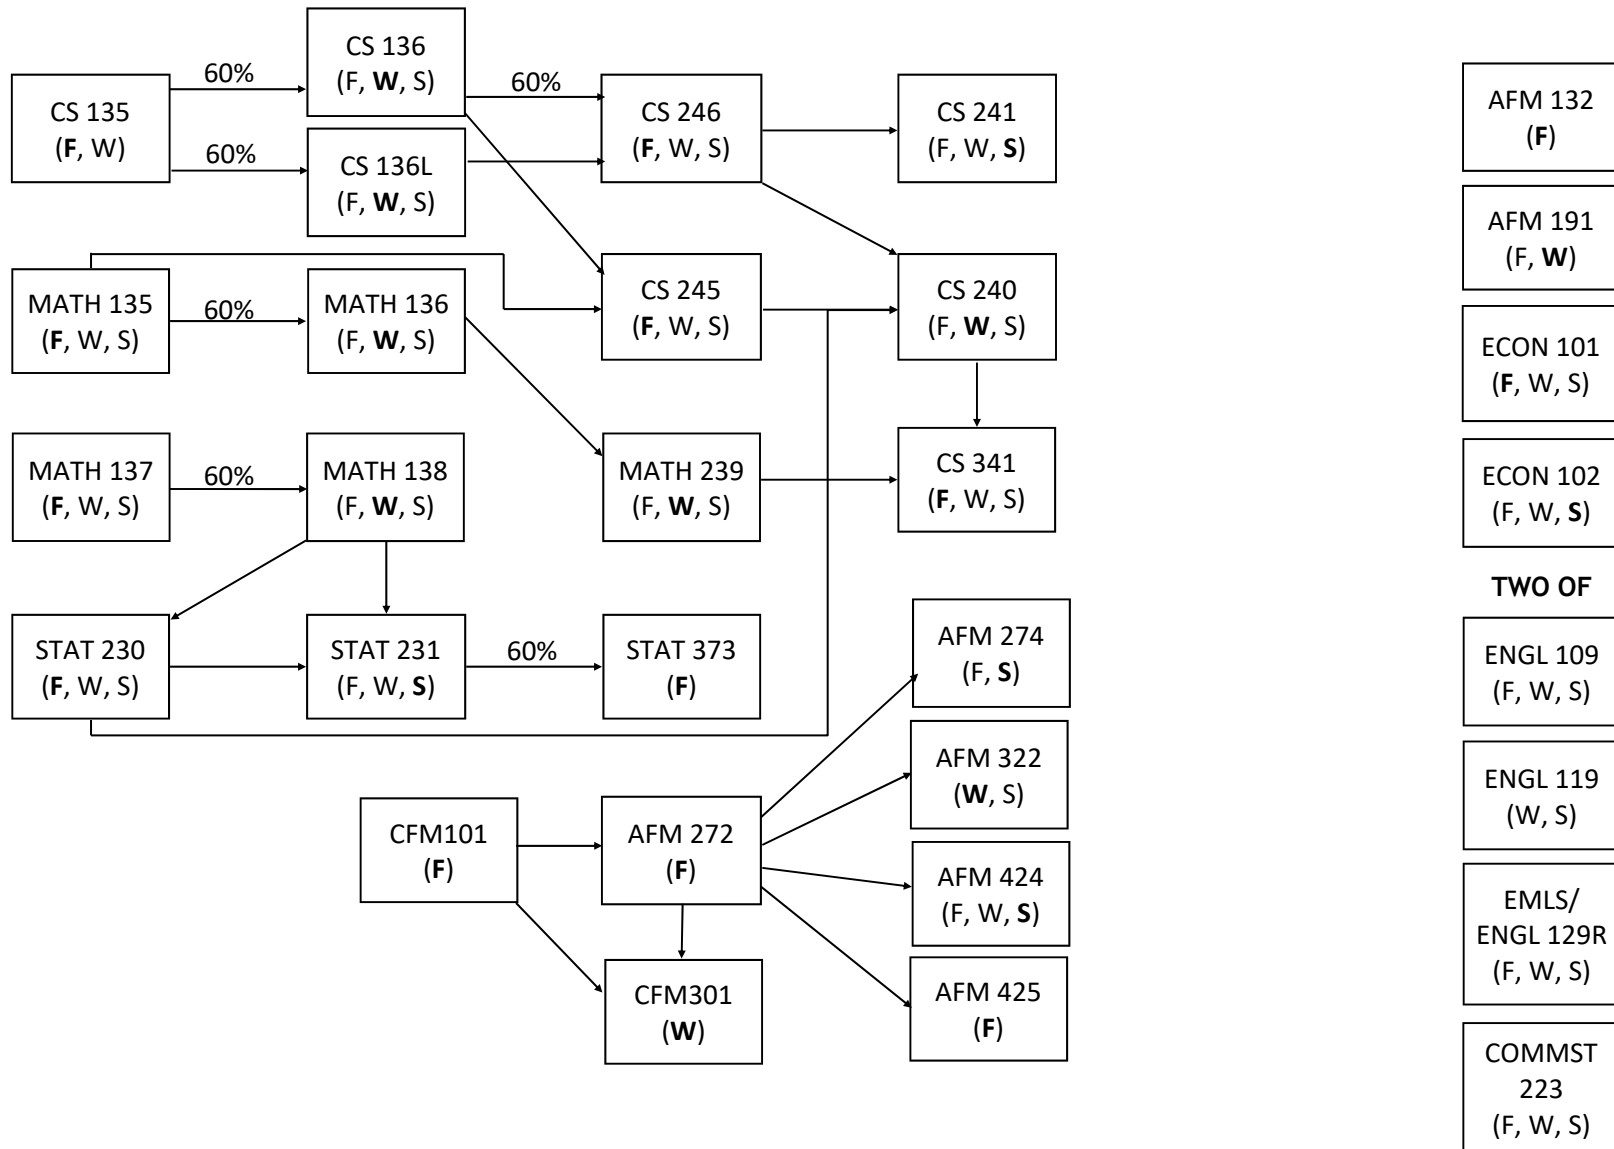 CS 135
(F, W)
60%
60%
CS 136
(F, W, S)
CS 136L
(F, W, S)
60%
CS 246
(F, W, S)
CS 241
(F, W, S)
MATH 135
(F, W, S)
60%
MATH 136
(F, W, S)
CS 245
(F, W, S)
CS 240
(F, W, S)
MATH 137
(F, W, S)
60%
MATH 138
(F, W, S)
MATH 239
(F, W, S)
CS 341
(F, W, S)
STAT 230
(F, W, S)
STAT 231
(F, W, S)
60%
STAT 373
(F)
CFM101
(F)
AFM 272
(F)
CFM301
(W)
AFM 274
(F, S)
AFM 322
(W, S)
AFM 424
(F, W, S)
AFM 425
(F)
AFM 132
(F)
AFM 191
(F, W)
ECON 101
(F, W, S)
ECON 102
(F, W, S)
TWO OF
ENGL 109
(F, W, S)
ENGL 119
(W, S)
EMLS/
ENGL 129R
(F, W, S)
COMMST
223
(F, W, S)